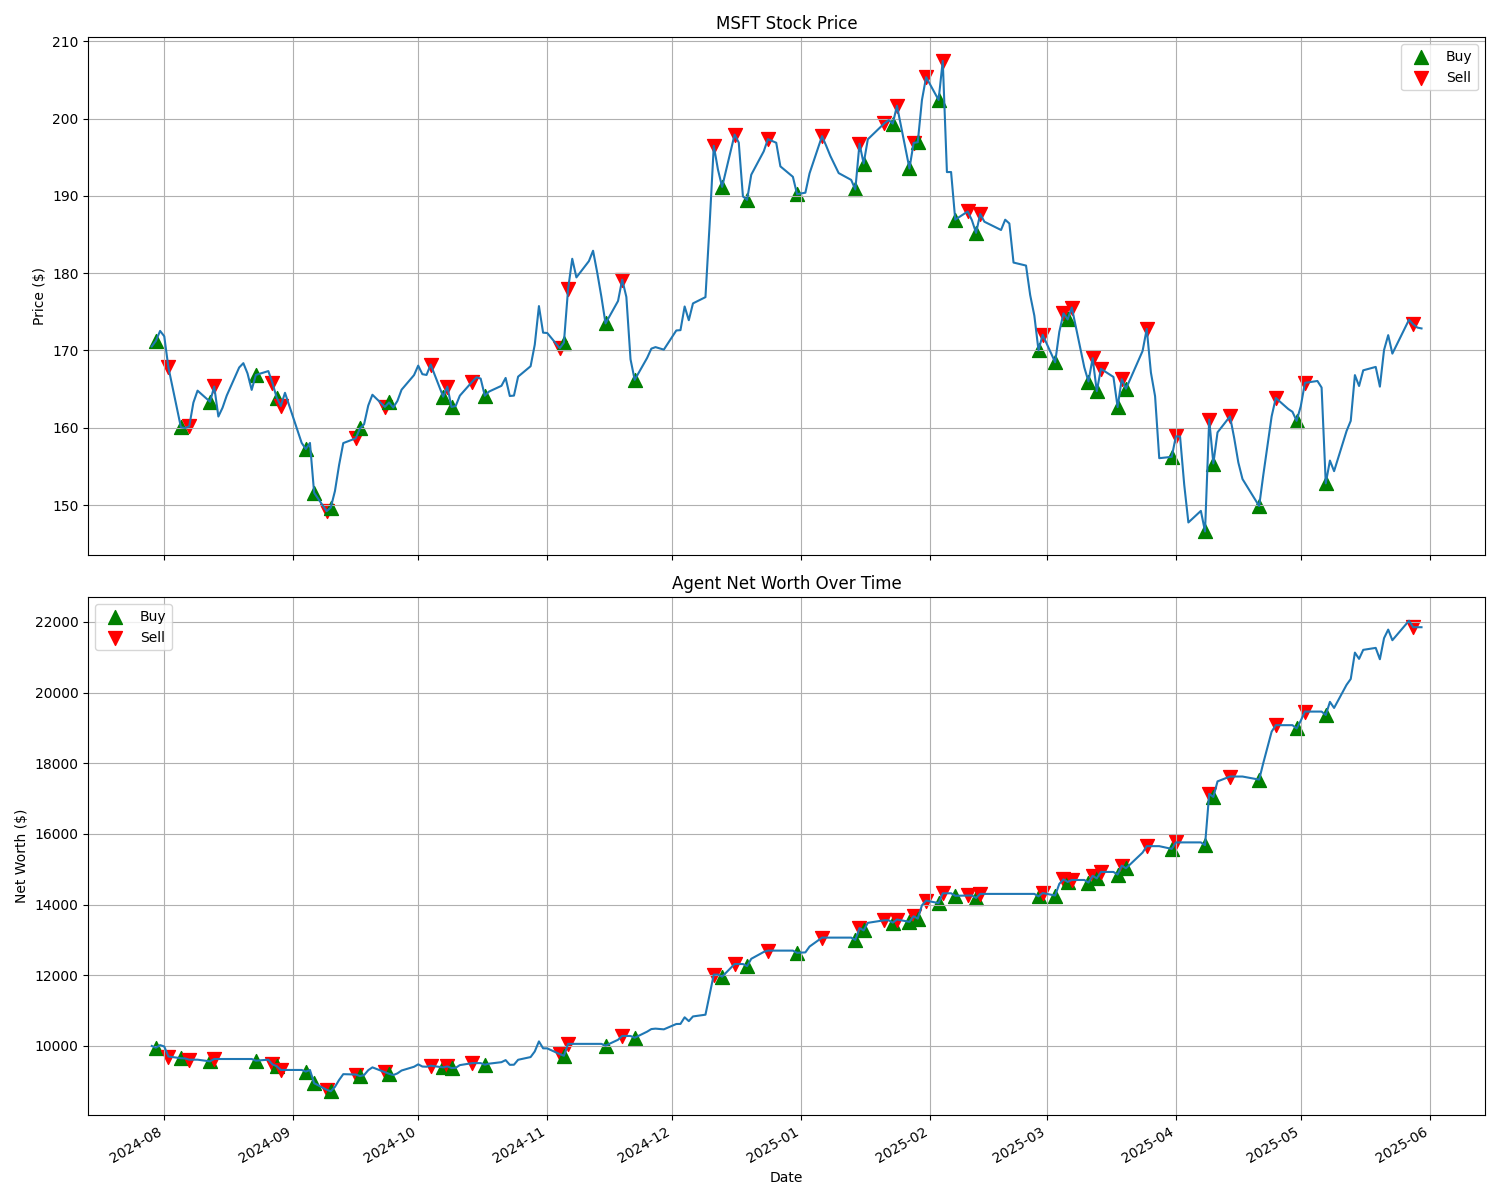 MSFT Stock Price
210
200
190
180
170
160
150
Price ($)
Buy
Sell
Agent Net Worth Over Time
22000
20000
18000
16000
14000
12000
10000
Net Worth ($)
Buy
Sell
2024-08
2024-09
2024-10
2024-11
2024-12
2025-01
2025-02
2025-03
2025-04
2025-05
2025-06
Date